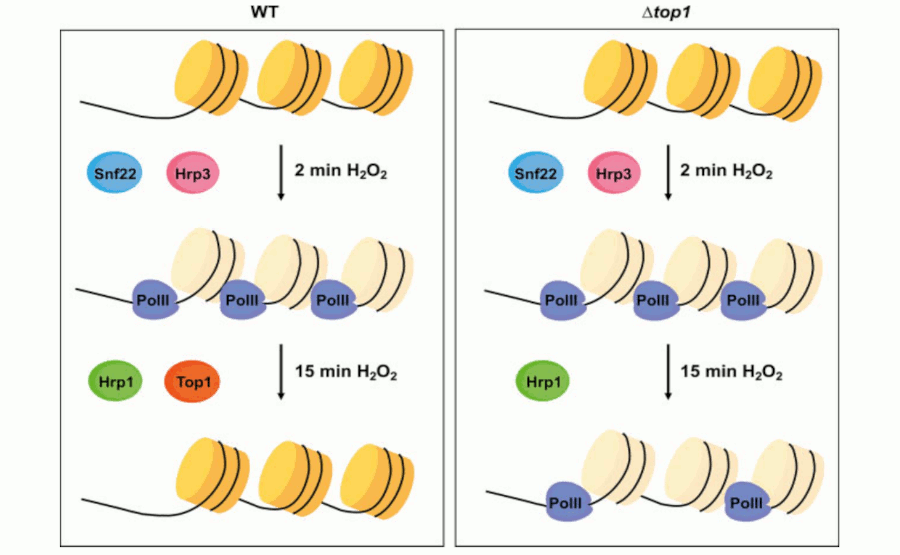 WT
Δtop1
Snf22
Hrp3
2 min H₂O₂
Snf22
Hrp3
2 min H₂O₂
PolII
PolII
PolII
PolII
PolII
PolII
Hrp1
Top1
15 min H₂O₂
Hrp1
15 min H₂O₂
PolII
PolII